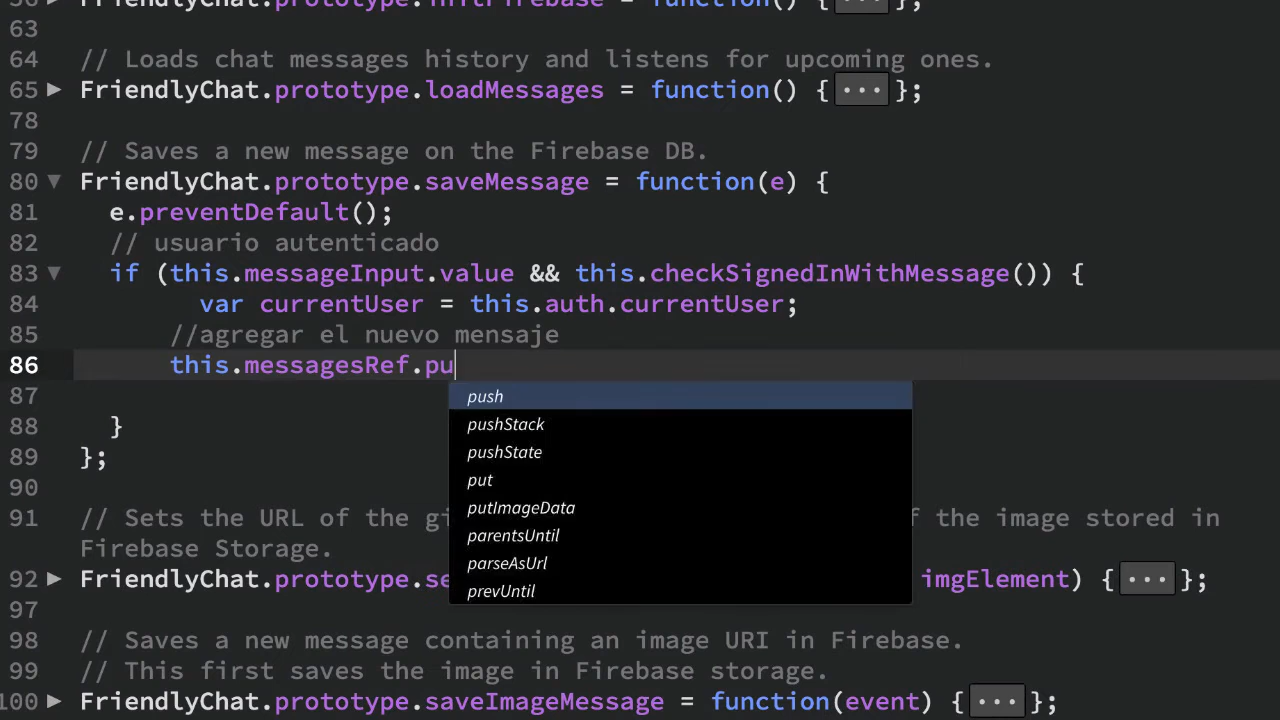 56 FriendlyChat.prototype.initFirebase = function() {...};
63
64 // Loads chat messages history and listens for upcoming ones.
65 FriendlyChat.prototype.loadMessages = function() {...};
78
79 // Saves a new message on the Firebase DB.
80 FriendlyChat.prototype.saveMessage = function(e) {
81 e.preventDefault();
82 // usuario autenticado
83 if (this.messageInput.value && this.checkSignedInWithMessage()) {
84 var currentUser = this.auth.currentUser;
85 //agregar el nuevo mensaje
86 this.messagesRef.pu
push
87
pushStack
88 }
pushState
89 };
put
90
putImageData
91 // Sets the URL of the gi f the image stored in
parentsUntil
Firebase Storage.
parseAsUrl
92 FriendlyChat.prototype.se imgElement) {...};
prevUntil
97
98 // Saves a new message containing an image URI in Firebase.
99 // This first saves the image in Firebase storage.
100 FriendlyChat.prototype.saveImageMessage = function(event) {...};